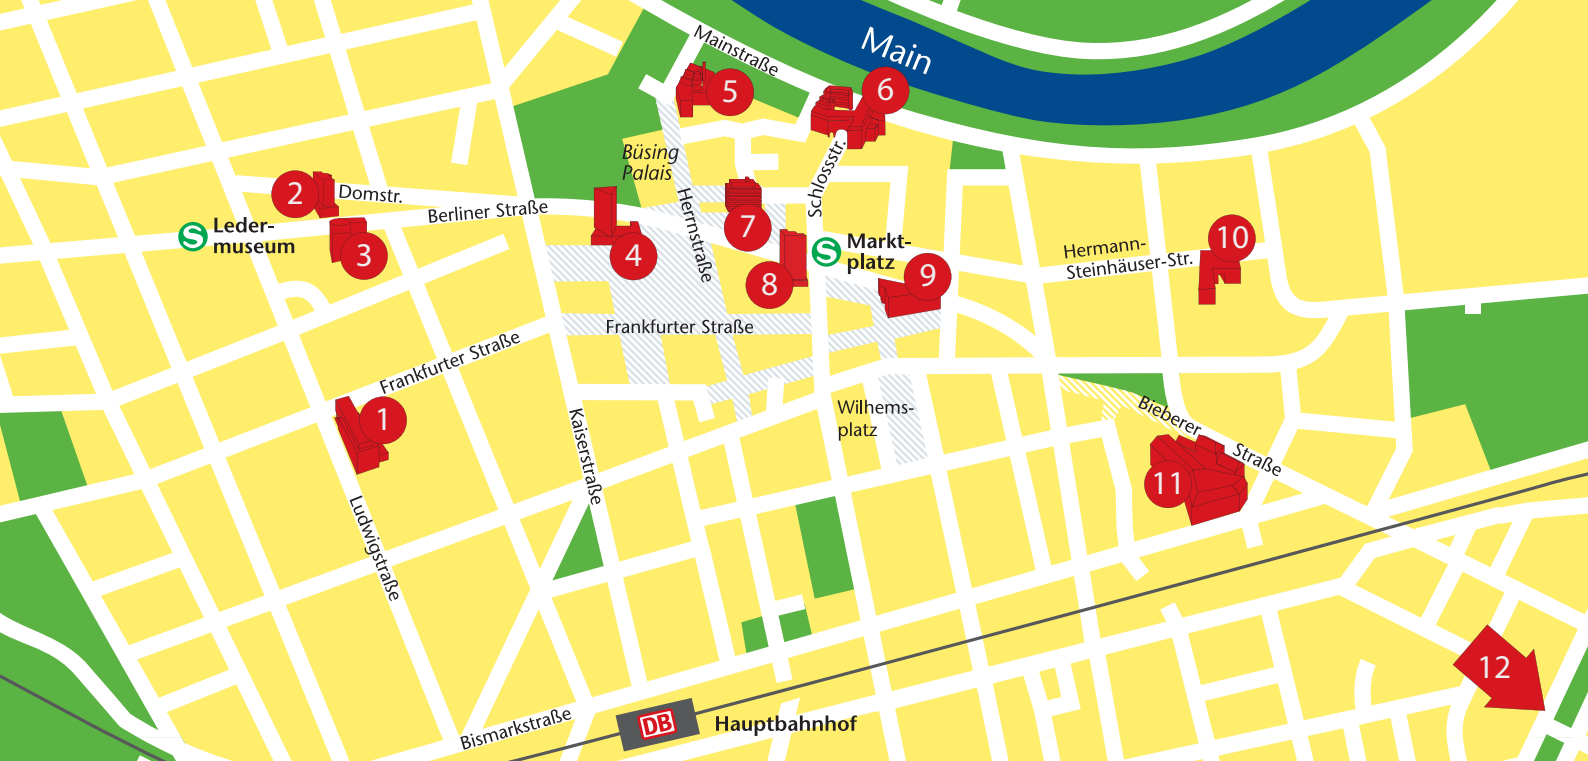 Main
Mainstraße
5
6
Büsing
Palais
Schlossstr.
2
Domstr.
Berliner Straße
Leder-
museum
S
3
4
Herrnstraße
7
8
S
Markt-
platz
9
Hermann-
Steinhäuser-Str.
10
Frankfurter Straße
Frankfurter Straße
1
Kaiserstraße
Wilhems-
platz
Bieberer
Straße
11
Ludwigstraße
12
Bismarkstraße
DB
Hauptbahnhof